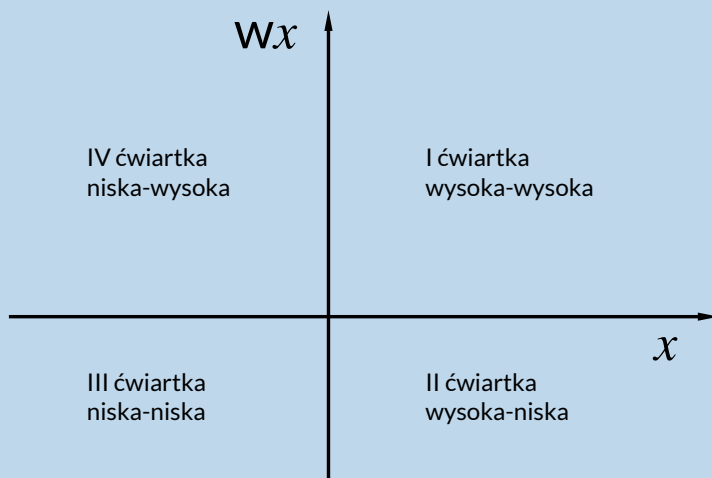 Wx
IV ćwiartka
niska-wysoka
I ćwiartka
wysoka-wysoka
x
III ćwiartka
niska-niska
II ćwiartka
wysoka-niska